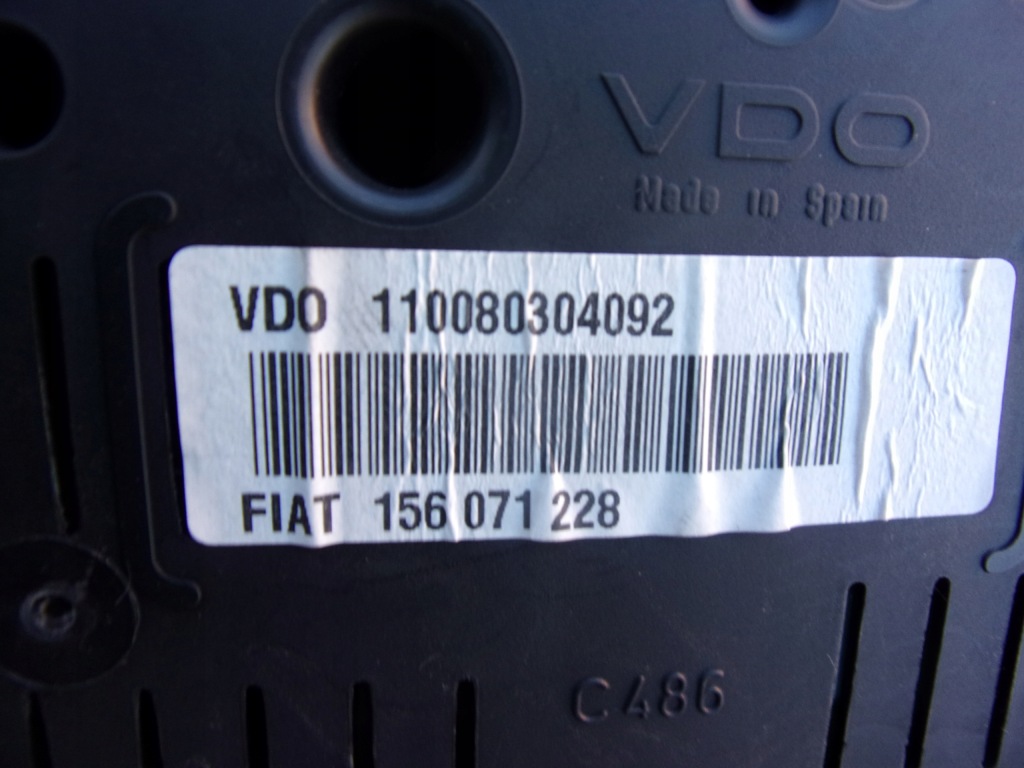 VDO
Made in Spain
VDO 110080304092
FIAT 156 071 228
C486